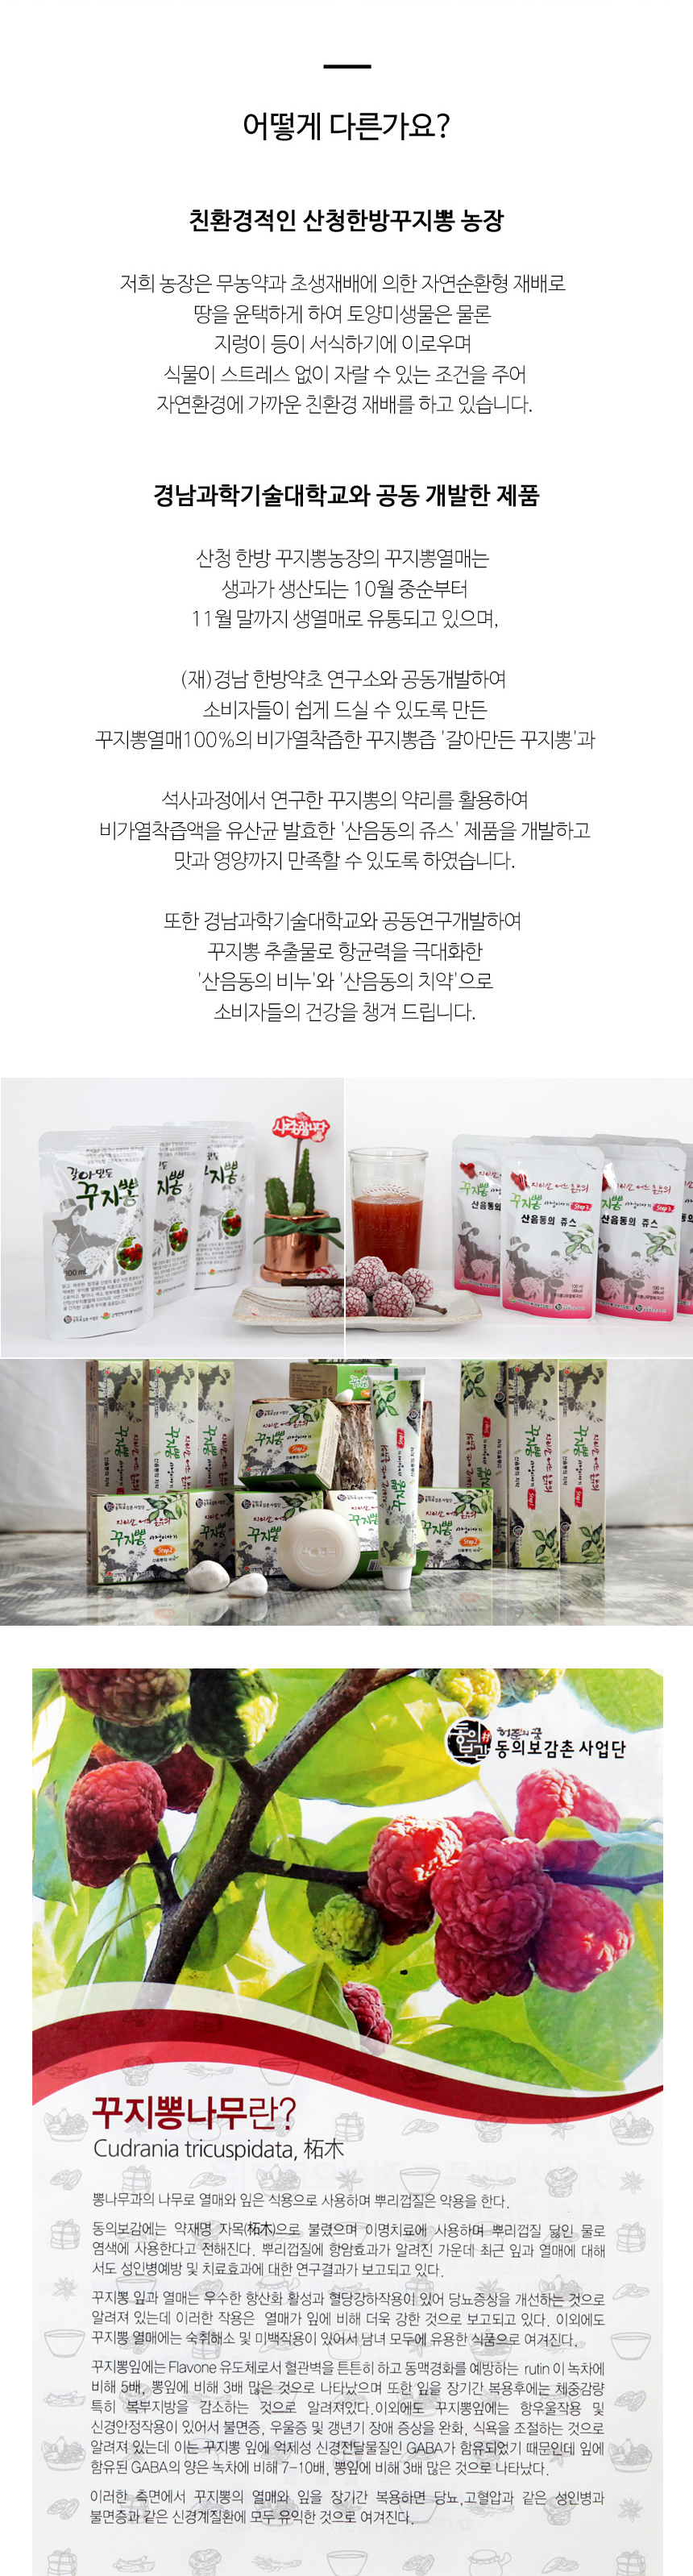 어떻게 다른가요?
친환경적인 산청한방꾸지뽕 농장
저희 농장은 무농약과 초생재배에 의한 자연순환형 재배로
땅을 윤택하게 하여 토양미생물은 물론
지렁이 등이 서식하기에 이로우며
식물이 스트레스 없이 자랄 수 있는 조건을 주어
자연환경에 가까운 친환경 재배를 하고 있습니다.
경남과학기술대학교와 공동 개발한 제품
산청 한방 꾸지뽕농장의 꾸지뽕열매는
생과가 생산되는 10월 중순부터
11월 말까지 생열매로 유통되고 있으며,
(재)경남 한방약초 연구소와 공동개발하여
소비자들이 쉽게 드실 수 있도록 만든
꾸지뽕열매100%의 비가열착즙한 꾸지뽕즙 '갈아만든 꾸지뽕'과
석사과정에서 연구한 꾸지뽕의 약리를 활용하여
비가열착즙액을 유산균 발효한 '산음동의 쥬스' 제품을 개발하고
맛과 영양까지 만족할 수 있도록 하였습니다.
또한 경남과학기술대학교와 공동연구개발하여
꾸지뽕 추출물로 항균력을 극대화한
'산음동의 비누'와 '산음동의 치약'으로
소비자들의 건강을 챙겨 드립니다.
갈아만든
꾸지뽕
사랑합니다
꾸지뽕
산음동의 쥬스
꾸지뽕
허준의 꿈
동의보감촌 사업단
꾸지뽕나무란?
Cudrania tricuspidata, 柘木
뽕나무과의 나무로 열매와 잎은 식용으로 사용하며 뿌리껍질은 약용을 한다.
동의보감에는 약재명 자목(柘木)으로 불렸으며 이명치료에 사용하며 뿌리껍질 닳인 물로
염색에 사용한다고 전해진다. 뿌리껍질에 항암효과가 알려진 가운데 최근 잎과 열매에 대해
서도 성인병예방 및 치료효과에 대한 연구결과가 보고되고 있다.
꾸지뽕 잎과 열매는 우수한 항산화 활성과 혈당강하작용이 있어 당뇨증상을 개선하는 것으로
알려져 있는데 이러한 작용은 열매가 잎에 비해 더욱 강한 것으로 보고되고 있다. 이외에도
꾸지뽕 열매에는 숙취해소 및 미백작용이 있어서 남녀 모두에 유용한 식품으로 여겨진다.
꾸지뽕잎에는 Flavone 유도체로서 혈관벽을 튼튼히 하고 동맥경화를 예방하는 rutin 이 녹차에
비해 5배, 뽕잎에 비해 3배 많은 것으로 나타났으며 또한 잎을 장기간 복용후에는 체중감량
특히 복부지방을 감소하는 것으로 알려져있다.이외에도 꾸지뽕잎에는 항우울작용 및
신경안정작용이 있어서 불면증, 우울증 및 갱년기 장애 증상을 완화, 식욕을 조절하는 것으로
알려져 있는데 이는 꾸지뽕 잎에 억제성 신경전달물질인 GABA가 함유되었기 때문인데 잎에
함유된 GABA의 양은 녹차에 비해 7-10배, 뽕잎에 비해 3배 많은 것으로 나타났다.
이러한 측면에서 꾸지뽕의 열매와 잎을 장기간 복용하면 당뇨,고혈압과 같은 성인병과
불면증과 같은 신경계질환에 모두 유익한 것으로 여겨진다.